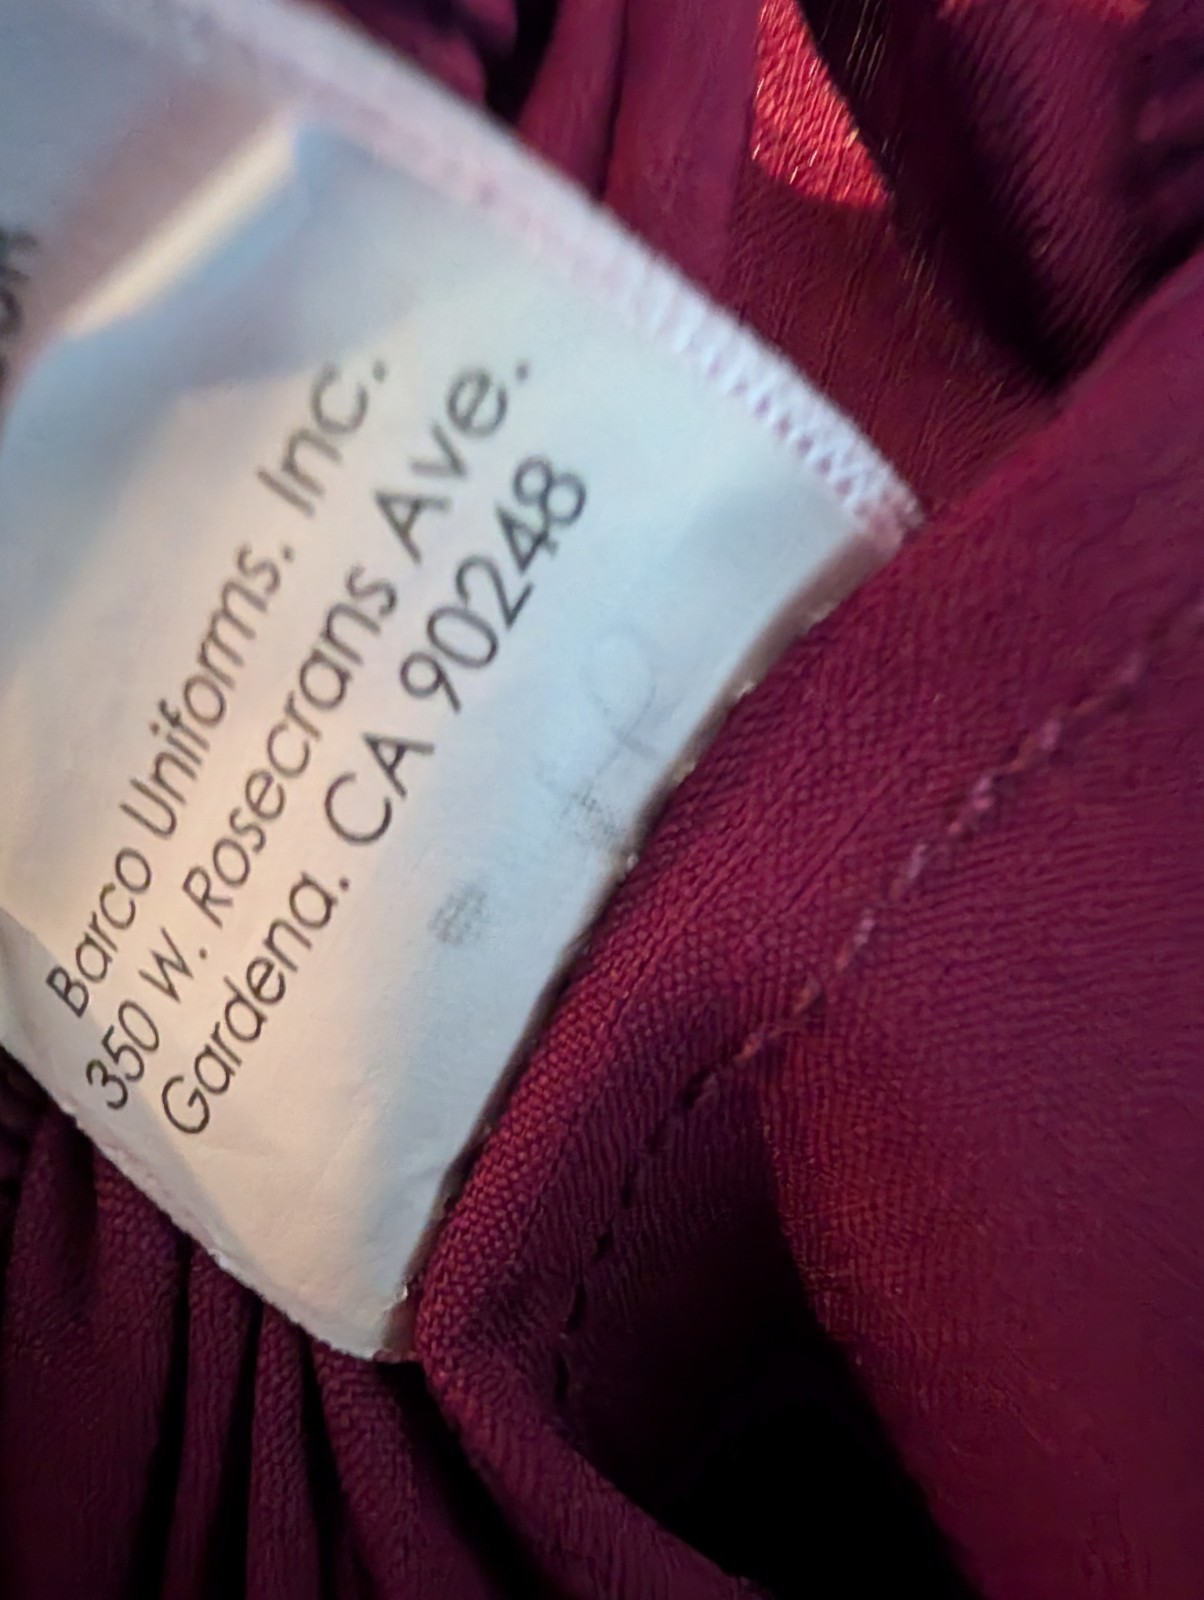 Barco Uniforms. Inc.
350 W. Rosecrans Ave.
Gardena. CA 90248